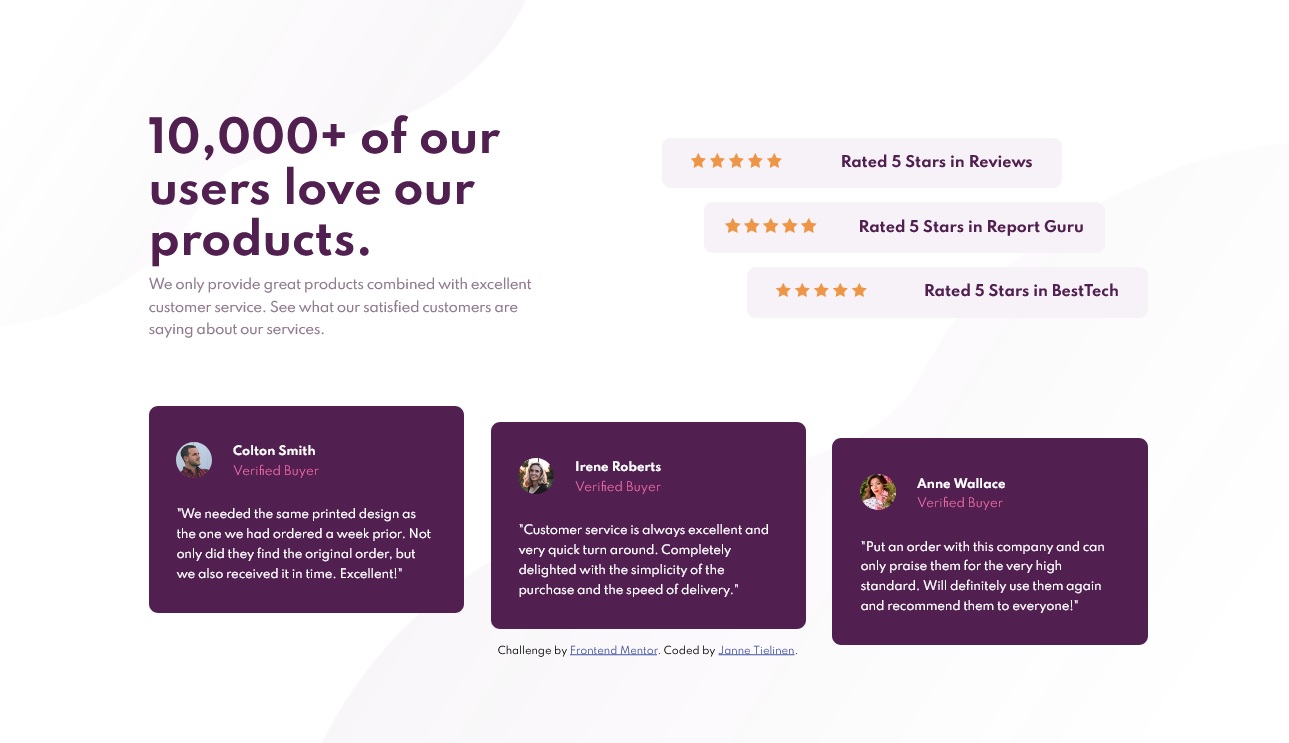 10,000+ of our
users love our
products.
We only provide great products combined with excellent
customer service. See what our satisfied customers are
saying about our services.
Rated 5 Stars in Reviews
Rated 5 Stars in Report Guru
Rated 5 Stars in BestTech
Colton Smith
Verified Buyer
"We needed the same printed design as
the one we had ordered a week prior. Not
only did they find the original order, but
we also received it in time. Excellent!"
Irene Roberts
Verified Buyer
"Customer service is always excellent and
very quick turn around. Completely
delighted with the simplicity of the
purchase and the speed of delivery."
Anne Wallace
Verified Buyer
"Put an order with this company and can
only praise them for the very high
standard. Will definitely use them again
and recommend them to everyone!"
Challenge by Frontend Mentor. Coded by Janne Tielinen.